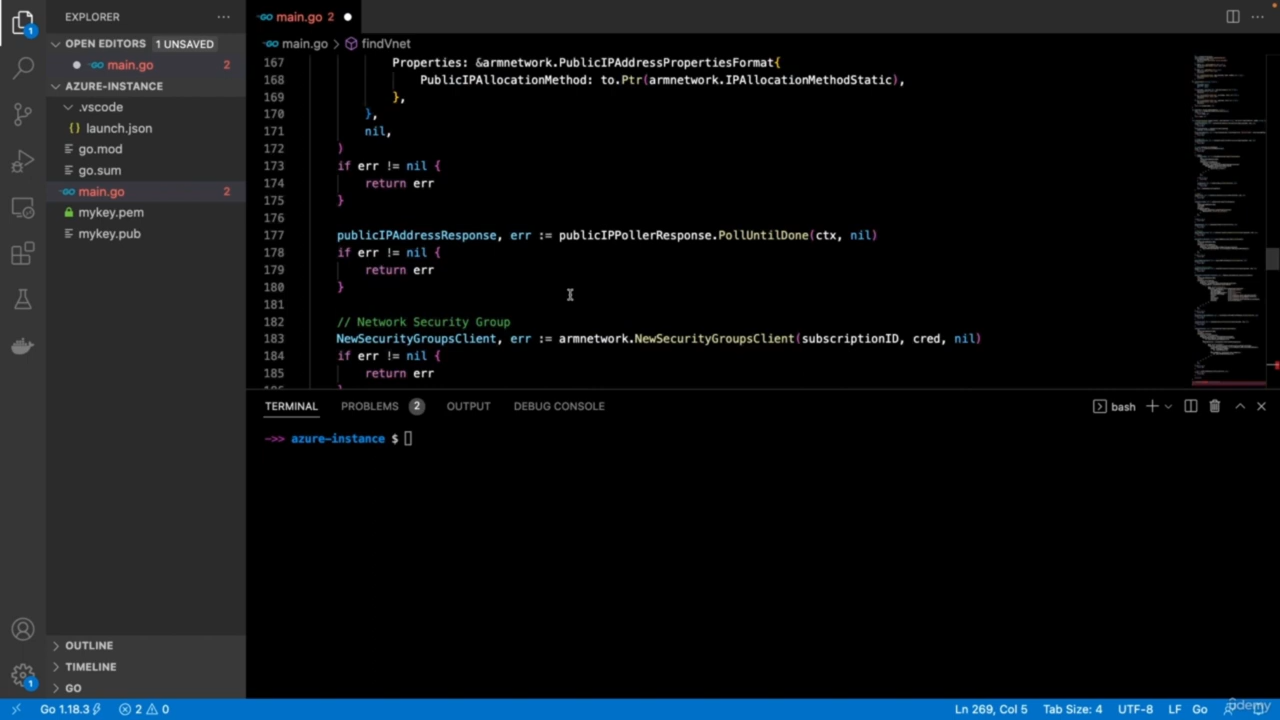 EXPLORER
main.go 2
OPEN EDITORS 1 UNSAVED
main.go > findVnet
main.go 2
AZURE-INSTANCE
.vscode
launch.json
go.mod
go.sum
main.go 2
mykey.pem
mykey.pub
167 Properties: &armnetwork.PublicIPAddressPropertiesFormat{
168 PublicIPAllocationMethod: to.Ptr(armnetwork.IPAllocationMethodStatic),
169 },
170 },
171 nil,
172 )
173 if err != nil {
174 return err
175 }
176
177 publicIPAddressResponse, err := publicIPPollerResponse.PollUntilDone(ctx, nil)
178 if err != nil {
179 return err
180 }
181
182 // Network Security Group
183 NewSecurityGroupsClient, err := armnetwork.NewSecurityGroupsClient(subscriptionID, cred, nil)
184 if err != nil {
185 return err
TERMINAL PROBLEMS 2 OUTPUT DEBUG CONSOLE
bash
->> azure-instance $
OUTLINE
TIMELINE
GO
1
1
Go 1.18.3 2 0
Ln 269, Col 5 Tab Size: 4 UTF-8 LF Go
udemy